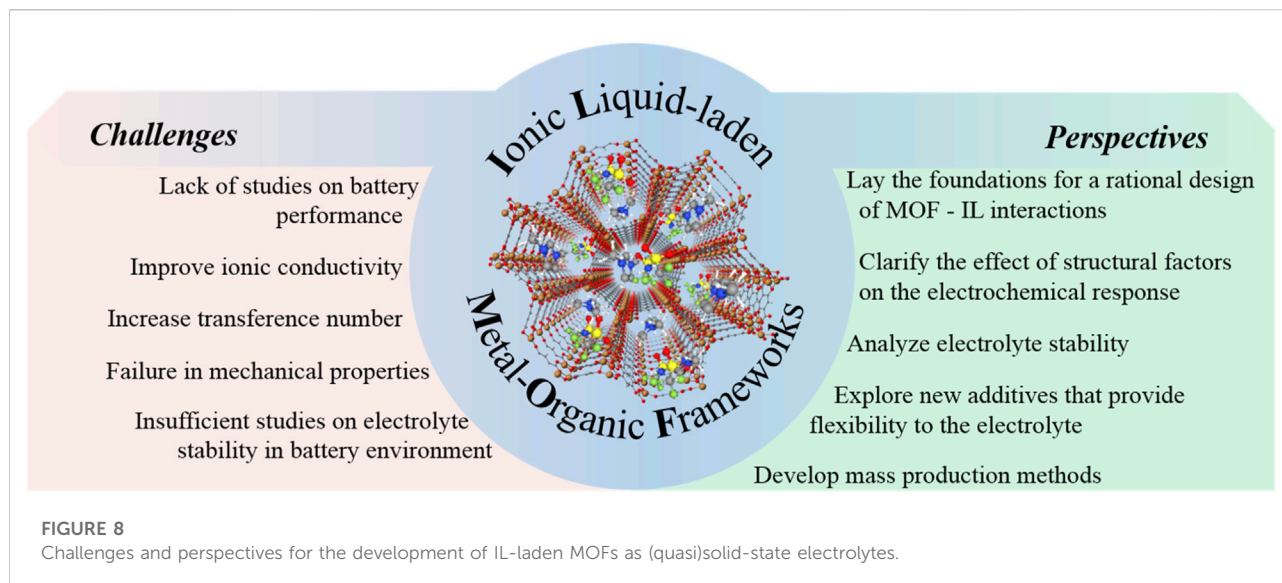 Ionic Liquid-laden
Metal-Organic Frameworks
Challenges
Lack of studies on battery
performance
Improve ionic conductivity
Increase transference number
Failure in mechanical properties
Insufficient studies on electrolyte
stability in battery environment
Perspectives
Lay the foundations for a rational design
of MOF - IL interactions
Clarify the effect of structural factors
on the electrochemical response
Analyze electrolyte stability
Explore new additives that provide
flexibility to the electrolyte
Develop mass production methods
FIGURE 8
Challenges and perspectives for the development of IL-laden MOFs as (quasi)solid-state electrolytes.